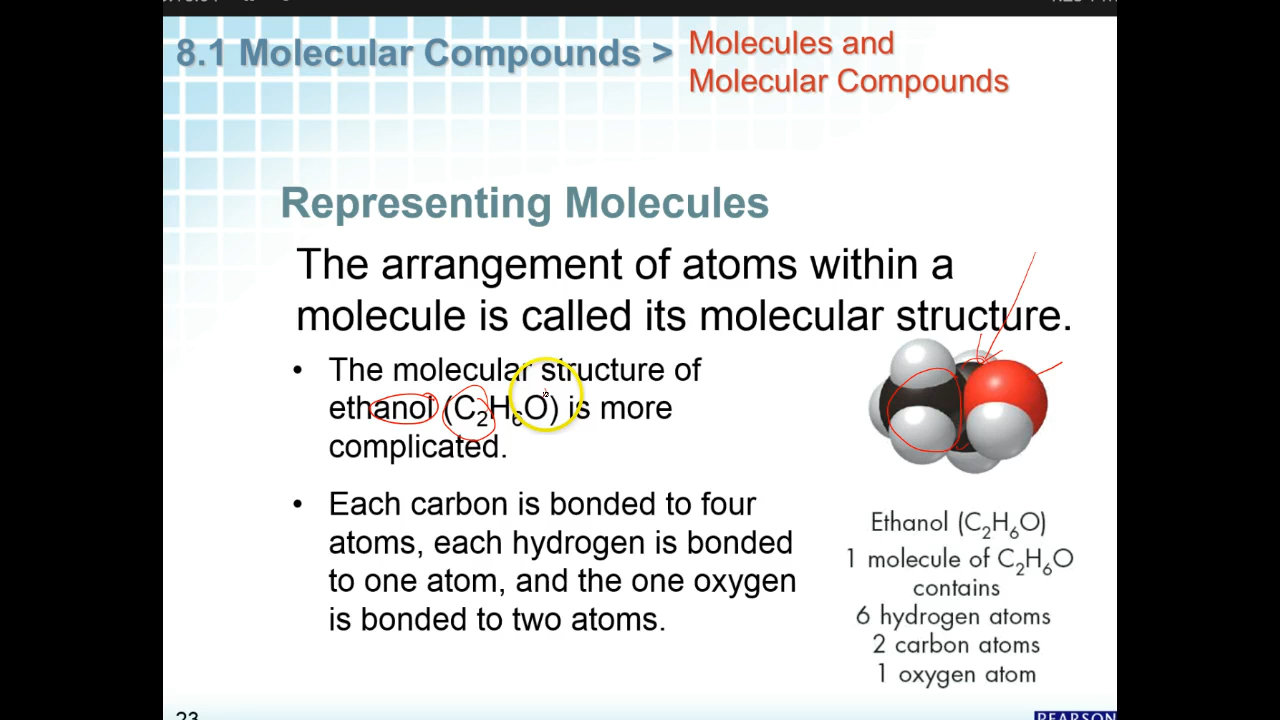 8.1 Molecular Compounds >
Molecules and
Molecular Compounds
Representing Molecules
The arrangement of atoms within a
molecule is called its molecular structure.
• The molecular structure of
ethanol (C₂H₆O) is more
complicated.
• Each carbon is bonded to four
atoms, each hydrogen is bonded
to one atom, and the one oxygen
is bonded to two atoms.
Ethanol (C₂H₆O)
1 molecule of C₂H₆O
contains
6 hydrogen atoms
2 carbon atoms
1 oxygen atom
23
PEARSON